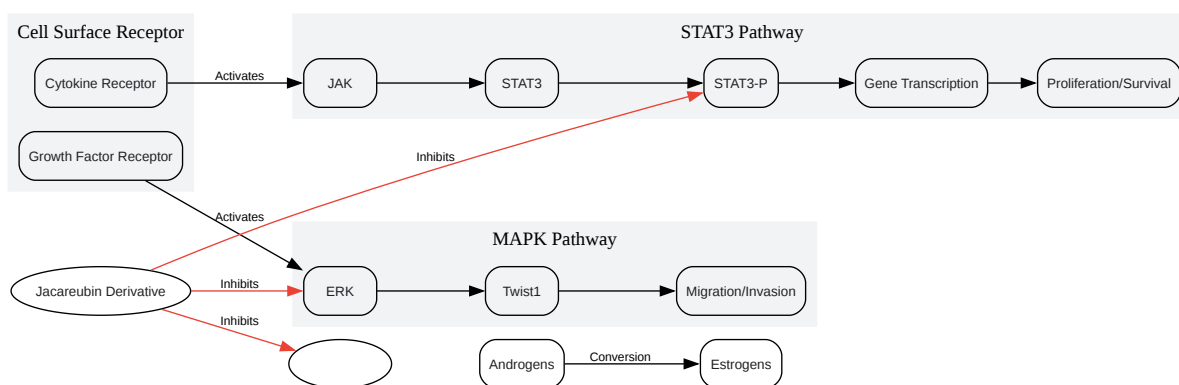 Cell Surface Receptor
STAT3 Pathway
Cytokine Receptor
Activates
JAK
STAT3
STAT3-P
Gene Transcription
Proliferation/Survival
Growth Factor Receptor
Inhibits
Activates
MAPK Pathway
Jacareubin Derivative
Inhibits
ERK
Twist1
Migration/Invasion
Inhibits
Androgens
Conversion
Estrogens